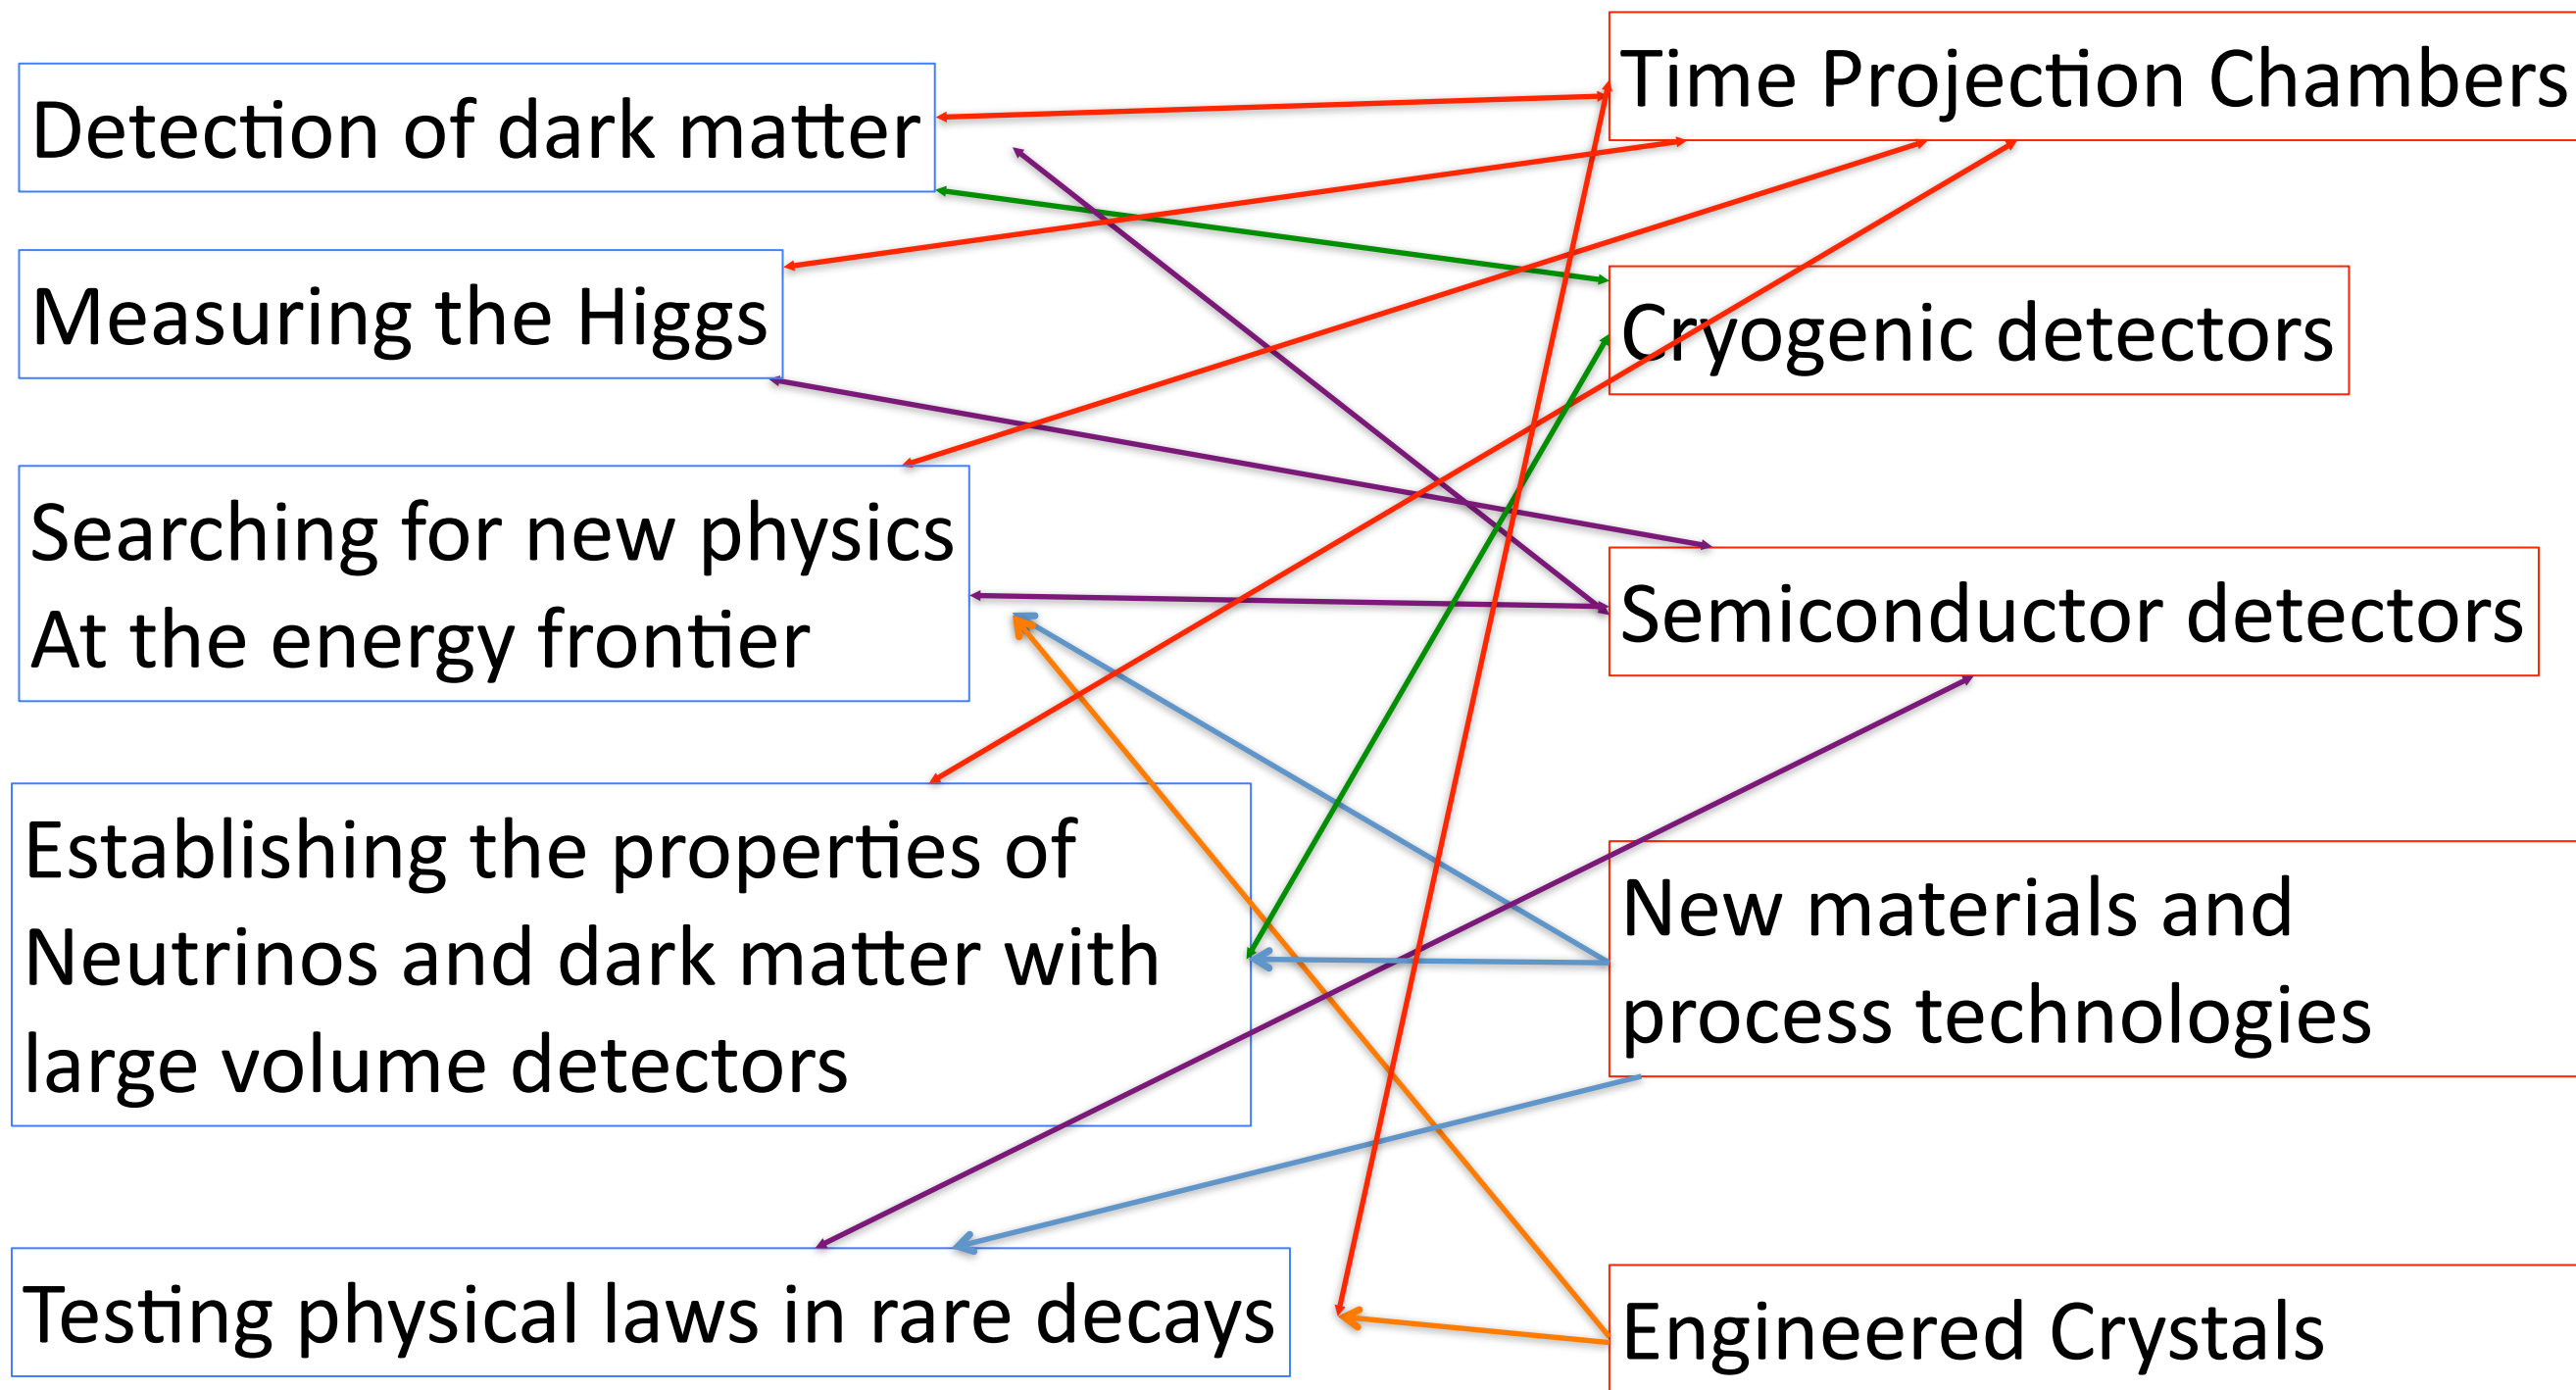 Detection of dark matter
Measuring the Higgs
Searching for new physics
At the energy frontier
Establishing the properties of
Neutrinos and dark matter with
large volume detectors
Testing physical laws in rare decays
Time Projection Chambers
Cryogenic detectors
Semiconductor detectors
New materials and
process technologies
Engineered Crystals